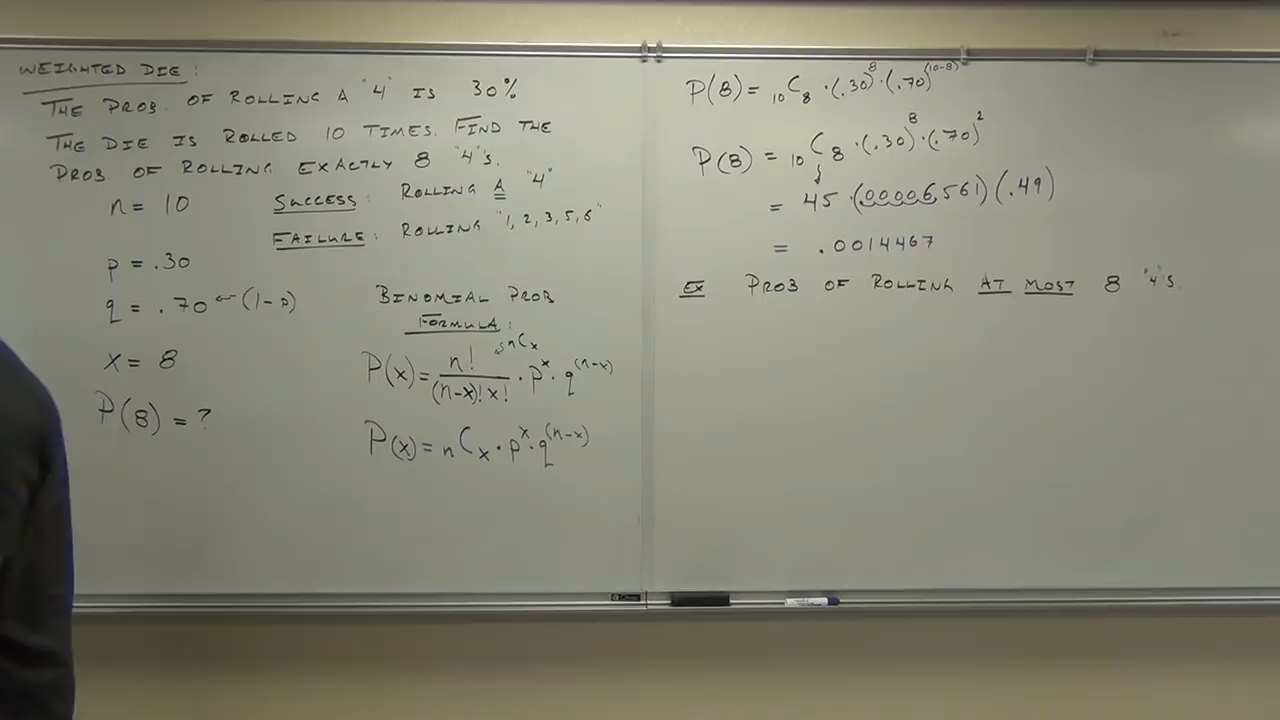 WEIGHTED DIE:
THE PROB. OF ROLLING A "4" IS 30%
THE DIE IS ROLLED 10 TIMES. FIND THE
PROB OF ROLLING EXACTLY 8 "4"'S.
n = 10
SUCCESS: ROLLING A "4"
FAILURE: ROLLING "1, 2, 3, 5, 6"
p = .30
q = .70 ← (1-p)
x = 8
P(8) = ?
BINOMIAL PROB
FORMULA:
nCx
P(x) = n! / (n-x)! x! · p^x · q^(n-x)
P(x) = nCx · p^x · q^(n-x)
P(8) = 10C8 · (.30)^8 · (.70)^(10-8)
P(8) = 10C8 · (.30)^8 · (.70)^2
= 45 · (.00006561)(.49)
= .0014467
EX PROB OF ROLLING AT MOST 8 "4"'S.